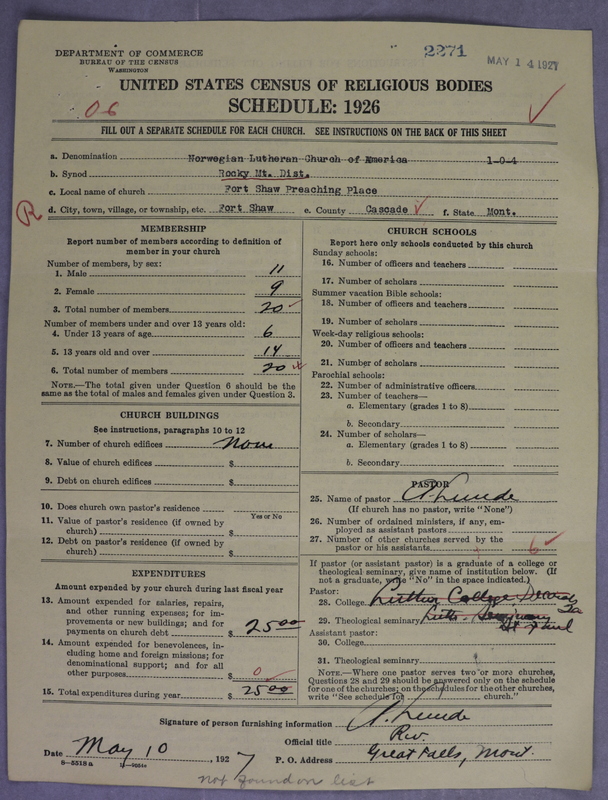 DEPARTMENT OF COMMERCE
BUREAU OF THE CENSUS
WASHINGTON
2271
MAY 14 1927
UNITED STATES CENSUS OF RELIGIOUS BODIES
SCHEDULE: 1926
06
FILL OUT A SEPARATE SCHEDULE FOR EACH CHURCH. SEE INSTRUCTIONS ON THE BACK OF THIS SHEET
a. Denomination Norwegian Lutheran Church of America 1-0-4
b. Synod Rocky Mt. Dist.
c. Local name of church Fort Shaw Preaching Place
R
d. City, town, village, or township, etc. Fort Shaw e. County Cascade f. State Mont.
MEMBERSHIP
Report number of members according to definition of
member in your church
Number of members, by sex:
1. Male 11
2. Female 9
3. Total number of members 20
Number of members under and over 13 years old:
4. Under 13 years of age 6
5. 13 years old and over 14
6. Total number of members 20
NOTE.—The total given under Question 6 should be the
same as the total of males and females given under Question 3.
CHURCH BUILDINGS
See instructions, paragraphs 10 to 12
7. Number of church edifices None
8. Value of church edifices $
9. Debt on church edifices $
10. Does church own pastor's residence
Yes or No
11. Value of pastor's residence (if owned by
church) $
12. Debt on pastor's residence (if owned by
church) $
EXPENDITURES
Amount expended by your church during last fiscal year
13. Amount expended for salaries, repairs,
and other running expenses; for im-
provements or new buildings; and for
payments on church debt $ 25 00
14. Amount expended for benevolences, in-
cluding home and foreign missions; for
denominational support; and for all
other purposes $ 0
15. Total expenditures during year $ 25 00
CHURCH SCHOOLS
Report here only schools conducted by this church
Sunday schools:
16. Number of officers and teachers
17. Number of scholars
Summer vacation Bible schools:
18. Number of officers and teachers
19. Number of scholars
Week-day religious schools:
20. Number of officers and teachers
21. Number of scholars
Parochial schools:
22. Number of administrative officers
23. Number of teachers—
a. Elementary (grades 1 to 8)
b. Secondary
24. Number of scholars—
a. Elementary (grades 1 to 8)
b. Secondary $
PASTOR
25. Name of pastor A. Lunde
(If church has no pastor, write "None")
26. Number of ordained ministers, if any, em-
ployed as assistant pastors
27. Number of other churches served by the
pastor or his assistants 6
If pastor (or assistant pastor) is a graduate of a college or
theological seminary, give name of institution below. (If
not a graduate, write "No" in the space indicated.)
Pastor:
28. College Luther College Decorah Ia
29. Theological seminary Luth. Seminary St Paul
Assistant pastor:
30. College
31. Theological seminary
NOTE.—Where one pastor serves two or more churches,
Questions 28 and 29 should be answered only on the schedule
for one of the churches; on the schedules for the other churches,
write "See schedule for church."
Signature of person furnishing information A. Lunde
Official title Rev.
Date May 10, 1927 P. O. Address Great Falls, Mont.
8-5518 a
not found on list